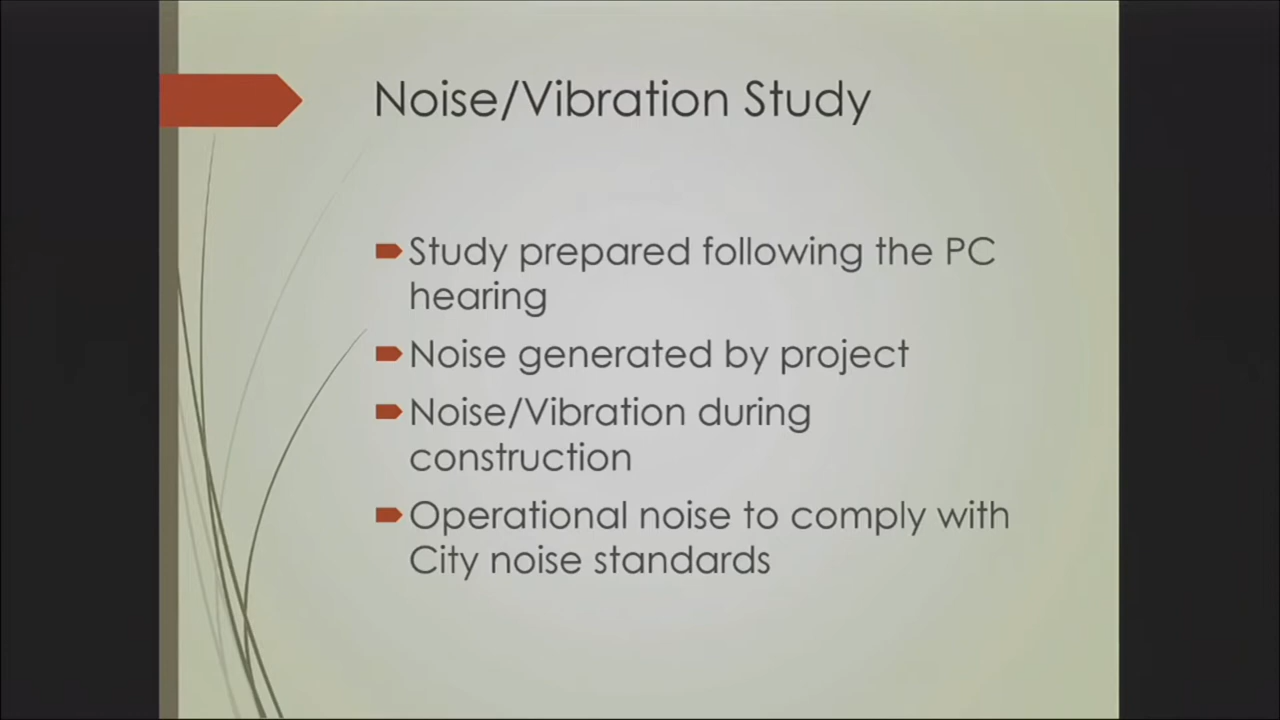 Noise/Vibration Study
Study prepared following the PC
hearing
Noise generated by project
Noise/Vibration during
construction
Operational noise to comply with
City noise standards